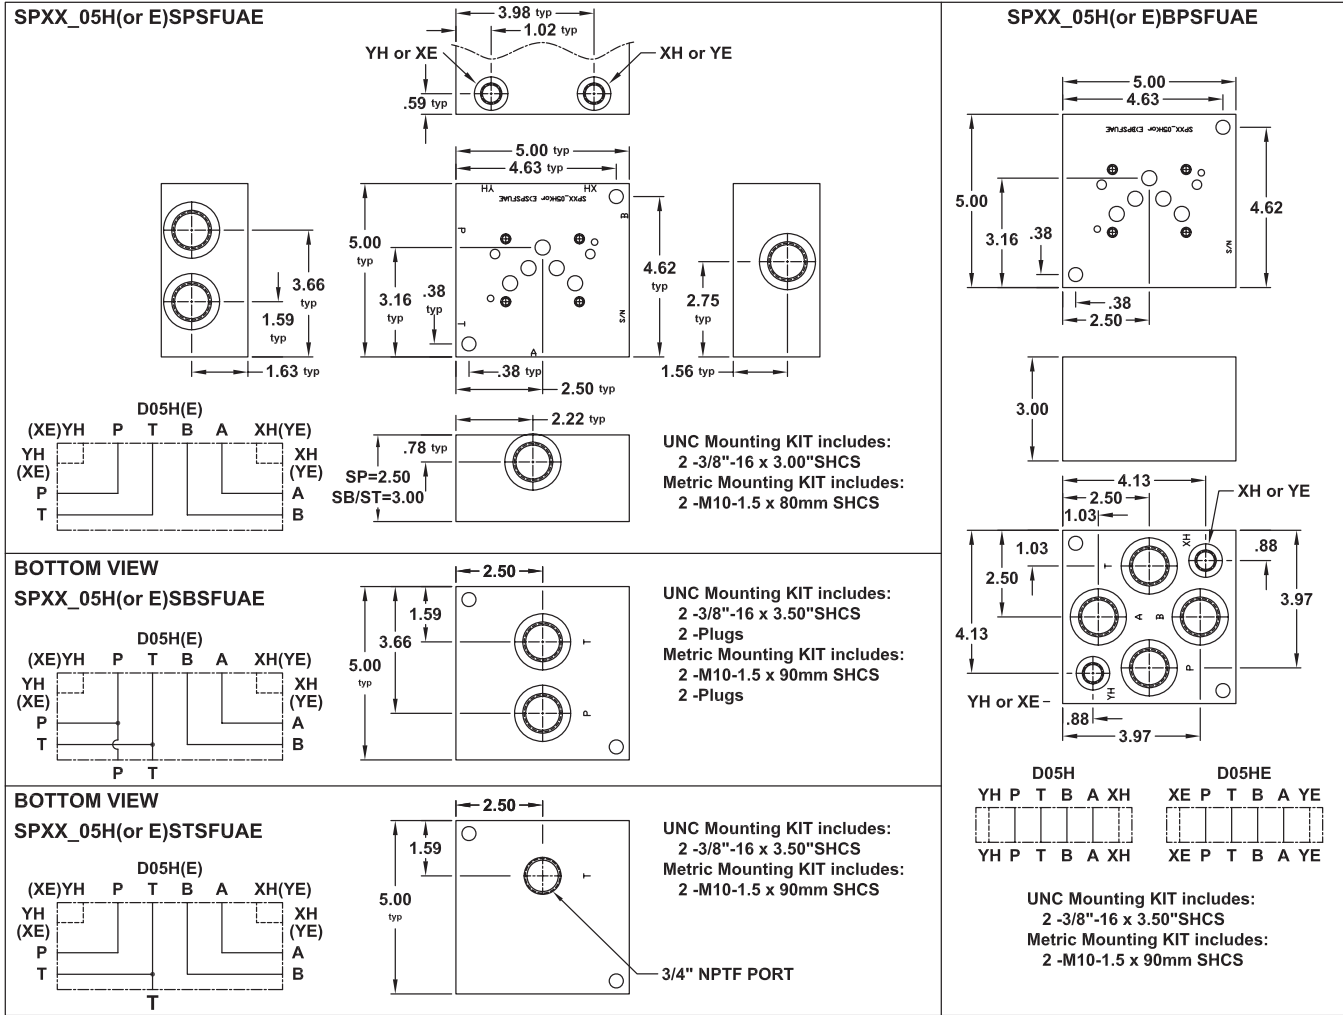 SPXX_05H(or E)SPSFUAE
3.98 typ
1.02 typ
YH or XE
XH or YE
.59 typ
5.00 typ
4.63 typ
YH
XH
SPXX_05H(or E)SPSFUAE
P
B
T
A
S/N
5.00 typ
3.16 typ
.38 typ
4.62 typ
.38 typ
2.50 typ
3.66 typ
1.59 typ
1.63 typ
2.75 typ
1.56 typ
D05H(E)
(XE)YH P T B A XH(YE)
YH (XE)
XH (YE)
P
A
T
B
2.22 typ
.78 typ
SP=2.50
SB/ST=3.00
UNC Mounting KIT includes:
2 -3/8"-16 x 3.00"SHCS
Metric Mounting KIT includes:
2 -M10-1.5 x 80mm SHCS
BOTTOM VIEW
SPXX_05H(or E)SBSFUAE
D05H(E)
(XE)YH P T B A XH(YE)
YH (XE)
XH (YE)
P
A
T
B
P T
2.50
1.59
3.66
5.00 typ
T
P
UNC Mounting KIT includes:
2 -3/8"-16 x 3.50"SHCS
2 -Plugs
Metric Mounting KIT includes:
2 -M10-1.5 x 90mm SHCS
2 -Plugs
BOTTOM VIEW
SPXX_05H(or E)STSFUAE
D05H(E)
(XE)YH P T B A XH(YE)
YH (XE)
XH (YE)
P
A
T
B
T
2.50
1.59
5.00 typ
T
3/4" NPTF PORT
UNC Mounting KIT includes:
2 -3/8"-16 x 3.50"SHCS
Metric Mounting KIT includes:
2 -M10-1.5 x 90mm SHCS
SPXX_05H(or E)BPSFUAE
5.00
4.63
SPXX_05H(or E)BPSFUAE
5.00
3.16
.38
4.62
S/N
.38
2.50
3.00
4.13
2.50
1.03
XH or YE
1.03
2.50
4.13
.88
3.97
XH
T
A
B
P
YH
YH or XE
.88
3.97
D05H
YH P T B A XH
YH P T B A XH
D05HE
XE P T B A YE
XE P T B A YE
UNC Mounting KIT includes:
2 -3/8"-16 x 3.50"SHCS
Metric Mounting KIT includes:
2 -M10-1.5 x 90mm SHCS